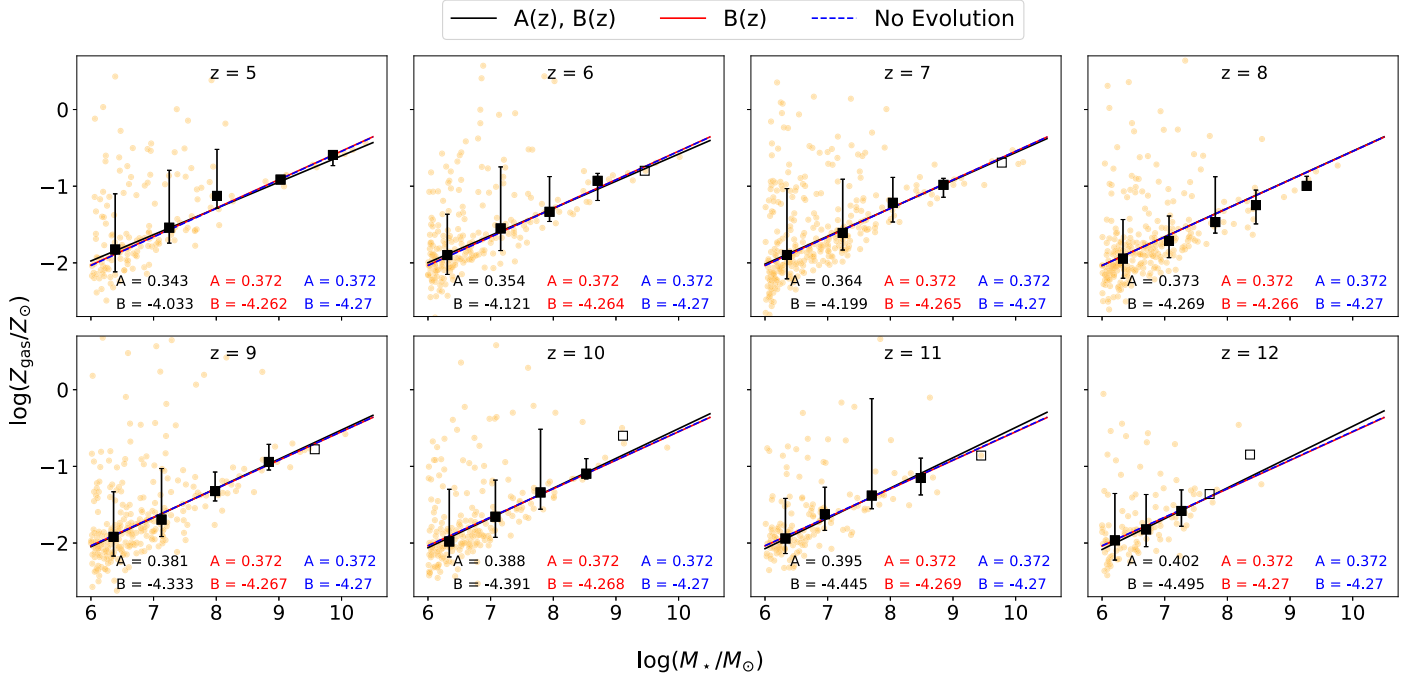 A(z), B(z) B(z) No Evolution
z = 5 z = 6 z = 7 z = 8
0
−1
−2
A = 0.343 A = 0.372 A = 0.372
B = -4.033 B = -4.262 B = -4.27
A = 0.354 A = 0.372 A = 0.372
B = -4.121 B = -4.264 B = -4.27
A = 0.364 A = 0.372 A = 0.372
B = -4.199 B = -4.265 B = -4.27
A = 0.373 A = 0.372 A = 0.372
B = -4.269 B = -4.266 B = -4.27
log(Z_gas/Z_⊙)
z = 9 z = 10 z = 11 z = 12
0
−1
−2
A = 0.381 A = 0.372 A = 0.372
B = -4.333 B = -4.267 B = -4.27
A = 0.388 A = 0.372 A = 0.372
B = -4.391 B = -4.268 B = -4.27
A = 0.395 A = 0.372 A = 0.372
B = -4.445 B = -4.269 B = -4.27
A = 0.402 A = 0.372 A = 0.372
B = -4.495 B = -4.27 B = -4.27
6 7 8 9 10 6 7 8 9 10 6 7 8 9 10 6 7 8 9 10
log(M_⋆/M_⊙)